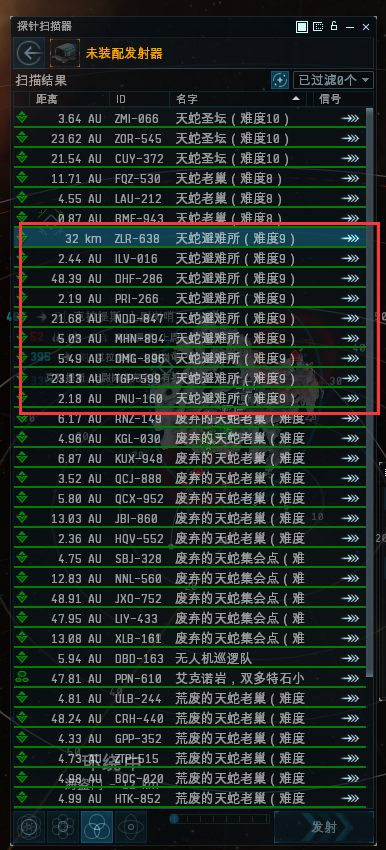 探针扫描器
未装配发射器
扫描结果 已过滤0个
距离 ID 名字 信号
3.64 AU ZMI-066 天蛇圣坛（难度10）
23.62 AU ZOR-545 天蛇圣坛（难度10）
21.54 AU CUY-372 天蛇圣坛（难度10）
11.71 AU FQZ-530 天蛇老巢（难度8）
4.55 AU LAU-212 天蛇老巢（难度8）
0.87 AU BMF-943 天蛇老巢（难度8）
32 km ZLR-638 天蛇避难所（难度9）
2.44 AU ILV-016 天蛇避难所（难度9）
48.39 AU DHF-286 天蛇避难所（难度9）
2.19 AU PRI-266 天蛇避难所（难度9）
21.68 AU NDD-847 天蛇避难所（难度9）
5.03 AU MHN-894 天蛇避难所（难度9）
5.49 AU DMG-896 天蛇避难所（难度9）
23.13 AU TGP-599 天蛇避难所（难度9）
2.18 AU PNU-160 天蛇避难所（难度9）
6.17 AU RNZ-149 废弃的天蛇老巢（难度
4.96 AU KGL-030 废弃的天蛇老巢（难度
6.87 AU KUX-948 废弃的天蛇老巢（难度
3.52 AU QCJ-888 废弃的天蛇老巢（难度
5.80 AU QCX-952 废弃的天蛇老巢（难度
13.03 AU JBI-860 废弃的天蛇老巢（难度
2.36 AU HQV-552 废弃的天蛇老巢（难度
4.75 AU SBJ-328 废弃的天蛇集会点（难
12.83 AU NNL-560 废弃的天蛇集会点（难
48.91 AU JXO-752 废弃的天蛇集会点（难
47.95 AU LIY-433 废弃的天蛇集会点（难
13.08 AU XLB-161 废弃的天蛇集会点（难
5.94 AU DBD-163 无人机巡逻队
47.81 AU PPN-610 艾克诺岩，双多特石小
4.81 AU ULB-244 荒废的天蛇老巢（难度
48.24 AU CRH-440 荒废的天蛇老巢（难度
4.33 AU GPP-352 荒废的天蛇老巢（难度
4.73 AU ZTP-515 荒废的天蛇老巢（难度
4.98 AU BQC-020 荒废的天蛇老巢（难度
4.99 AU HTK-852 荒废的天蛇老巢（难度
发射